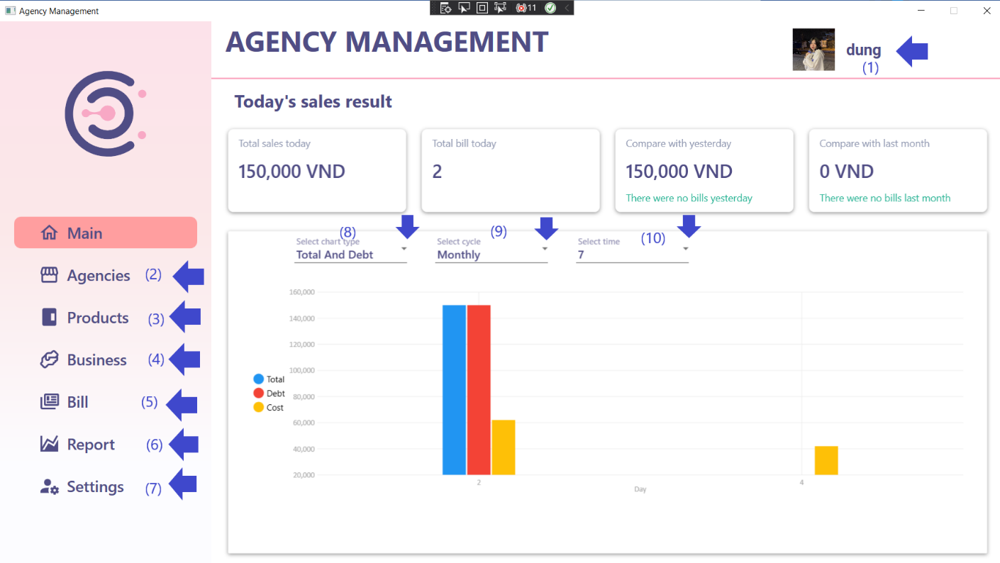 Agency Management
11
AGENCY MANAGEMENT
dung
(1)
Today's sales result
Total sales today
150,000 VND
Total bill today
2
Compare with yesterday
150,000 VND
There were no bills yesterday
Compare with last month
0 VND
There were no bills last month
Main
Agencies (2)
Products (3)
Business (4)
Bill (5)
Report (6)
Settings (7)
(8)
Select chart type
Total And Debt
(9)
Select cycle
Monthly
(10)
Select time
7
160,000
140,000
120,000
100,000
80,000
60,000
40,000
20,000
Total
Debt
Cost
2
4
Day